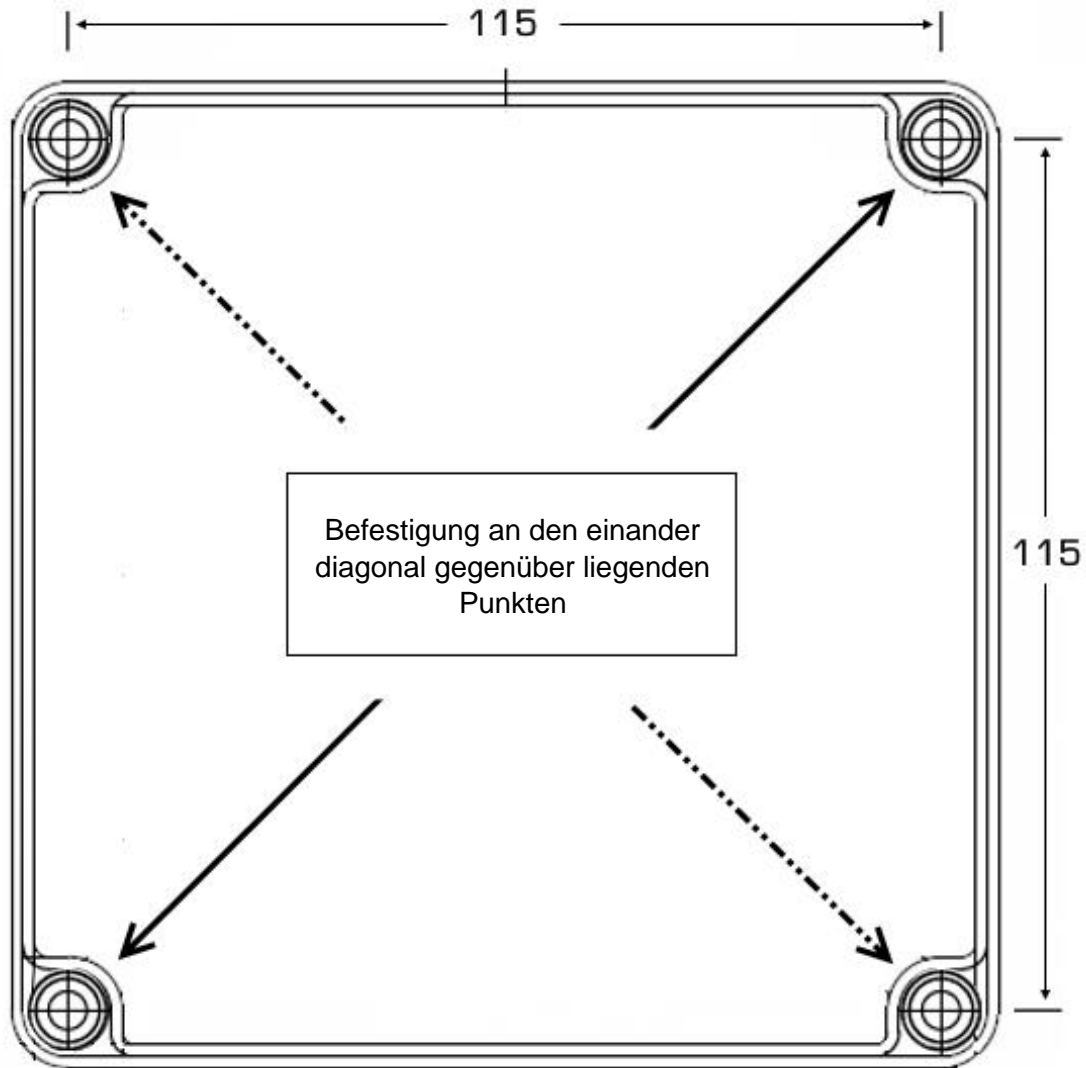 115
Befestigung an den einander
diagonal gegenüber liegenden
Punkten
115